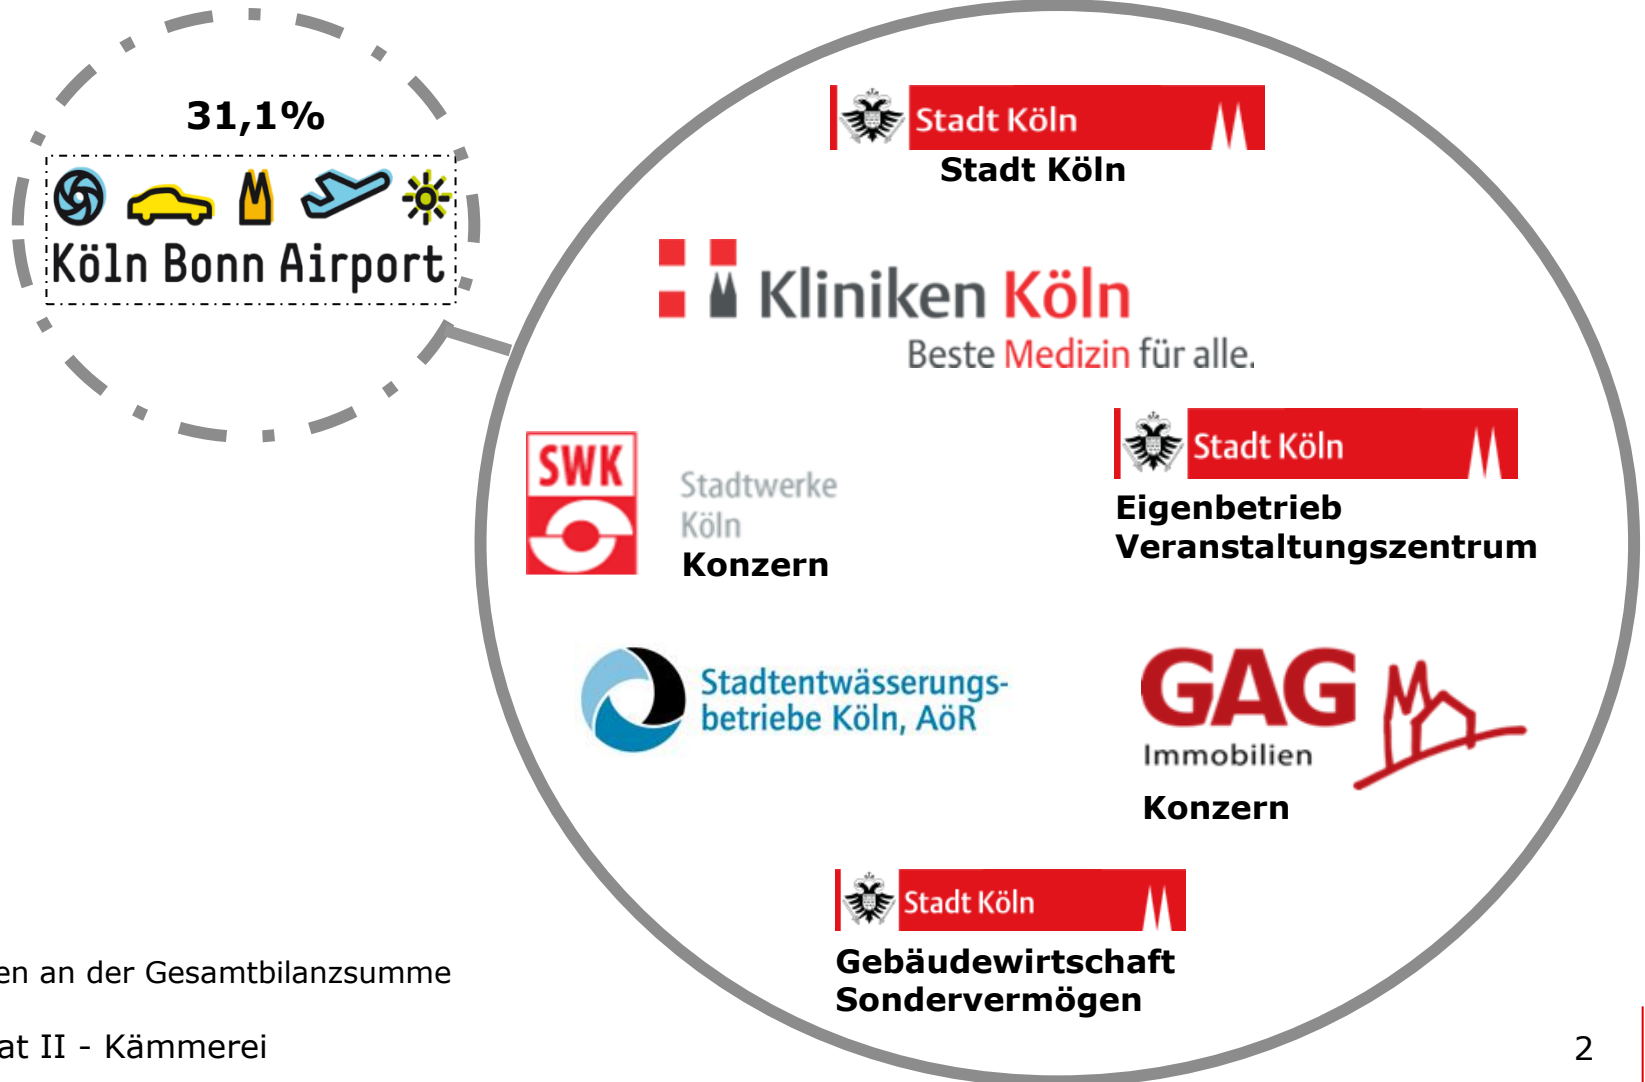 31,1%
Köln Bonn Airport
Stadt Köln
Stadt Köln
Kliniken Köln
Beste Medizin für alle.
SWK
Stadtwerke
Köln
Konzern
Stadt Köln
Eigenbetrieb
Veranstaltungszentrum
Stadtentwässerungs-
betriebe Köln, AöR
GAG
Immobilien
Konzern
Stadt Köln
Gebäudewirtschaft
Sondervermögen
en an der Gesamtbilanzsumme
at II - Kämmerei
2